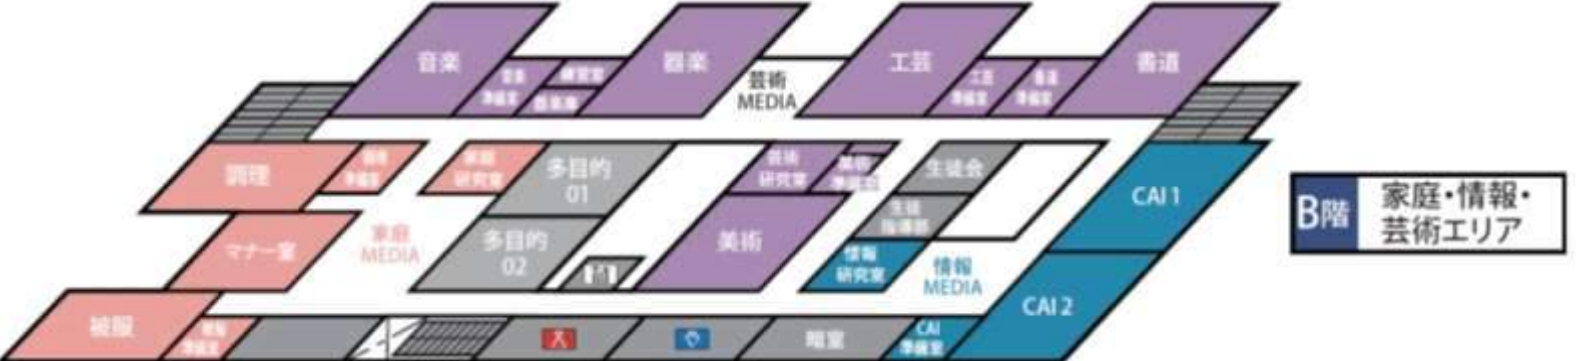 音楽
音楽
準備室
練習室
器楽庫
器楽
芸術
MEDIA
工芸
工芸
準備室
書道
準備室
書道
調理
調理
準備室
家庭
研究室
多目的
01
芸術
研究室
美術
準備室
生徒会
CAI 1
B階
家庭・情報・
芸術エリア
マナー室
家庭
MEDIA
多目的
02
美術
生徒
指導部
情報
研究室
情報
MEDIA
CAI 2
被服
被服
準備室
暗室
CAI
準備室